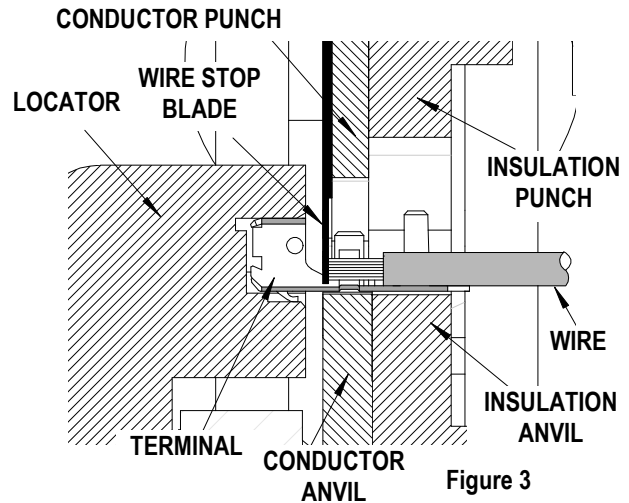 CONDUCTOR PUNCH
WIRE STOP
BLADE
LOCATOR
INSULATION
PUNCH
WIRE
INSULATION
ANVIL
TERMINAL
CONDUCTOR
ANVIL
Figure 3